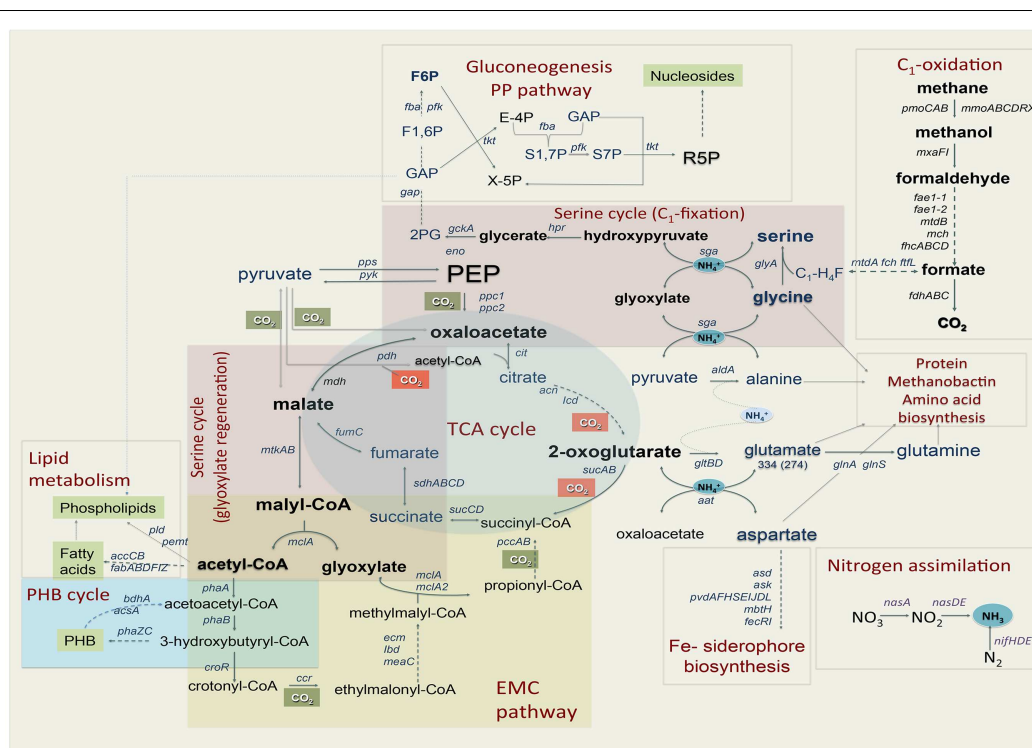 Gluconeogenesis
PP pathway
F6P
fba pfk
F1,6P
GAP
gap
E-4P
GAP
fba
tkt
S1,7P
pfk
S7P
tkt
R5P
X-5P
Nucleosides
C1-oxidation
methane
pmoCAB
mmoABCDRX
methanol
mxaFI
formaldehyde
fae1-1
fae1-2
mtdB
mch
fhcABCD
mtdA fch ftfL
formate
fdhABC
CO2
Serine cycle (C1-fixation)
2PG
gckA
glycerate
hpr
hydroxypyruvate
serine
eno
sga
NH4+
glyA
C1-H4F
pyruvate
pps
pyk
PEP
glyoxylate
glycine
CO2
ppc1
ppc2
CO2
CO2
oxaloacetate
sga
NH4+
pdh
acetyl-CoA
cit
CO2
citrate
mdh
acn
Icd
pyruvate
aldA
alanine
Protein
Methanobactin
Amino acid
biosynthesis
Serine cycle
(glyoxylate regeneration)
malate
CO2
NH4+
TCA cycle
fumC
mtkAB
fumarate
2-oxoglutarate
gltBD
glutamate
334 (274)
glnA glnS
glutamine
sucAB
CO2
sdhABCD
NH4+
aat
Lipid
metabolism
Phospholipids
malyl-CoA
succinate
sucCD
succinyl-CoA
oxaloacetate
aspartate
pld
pemt
mclA
pccAB
CO2
Fatty
acids
accCB
fabABDFIZ
acetyl-CoA
glyoxylate
mclA
mclA2
propionyl-CoA
asd
ask
pvdAFHSEIJDL
mbtH
fecRI
Nitrogen assimilation
PHB cycle
bdhA
acsA
phaA
acetoacetyl-CoA
methylmalyl-CoA
phaB
PHB
phaZC
3-hydroxybutyryl-CoA
ecm
Ibd
meaC
NO3
nasA
NO2
nasDE
NH3
nifHDE
N2
Fe- siderophore
biosynthesis
croR
crotonyl-CoA
ccr
CO2
ethylmalonyl-CoA
EMC
pathway